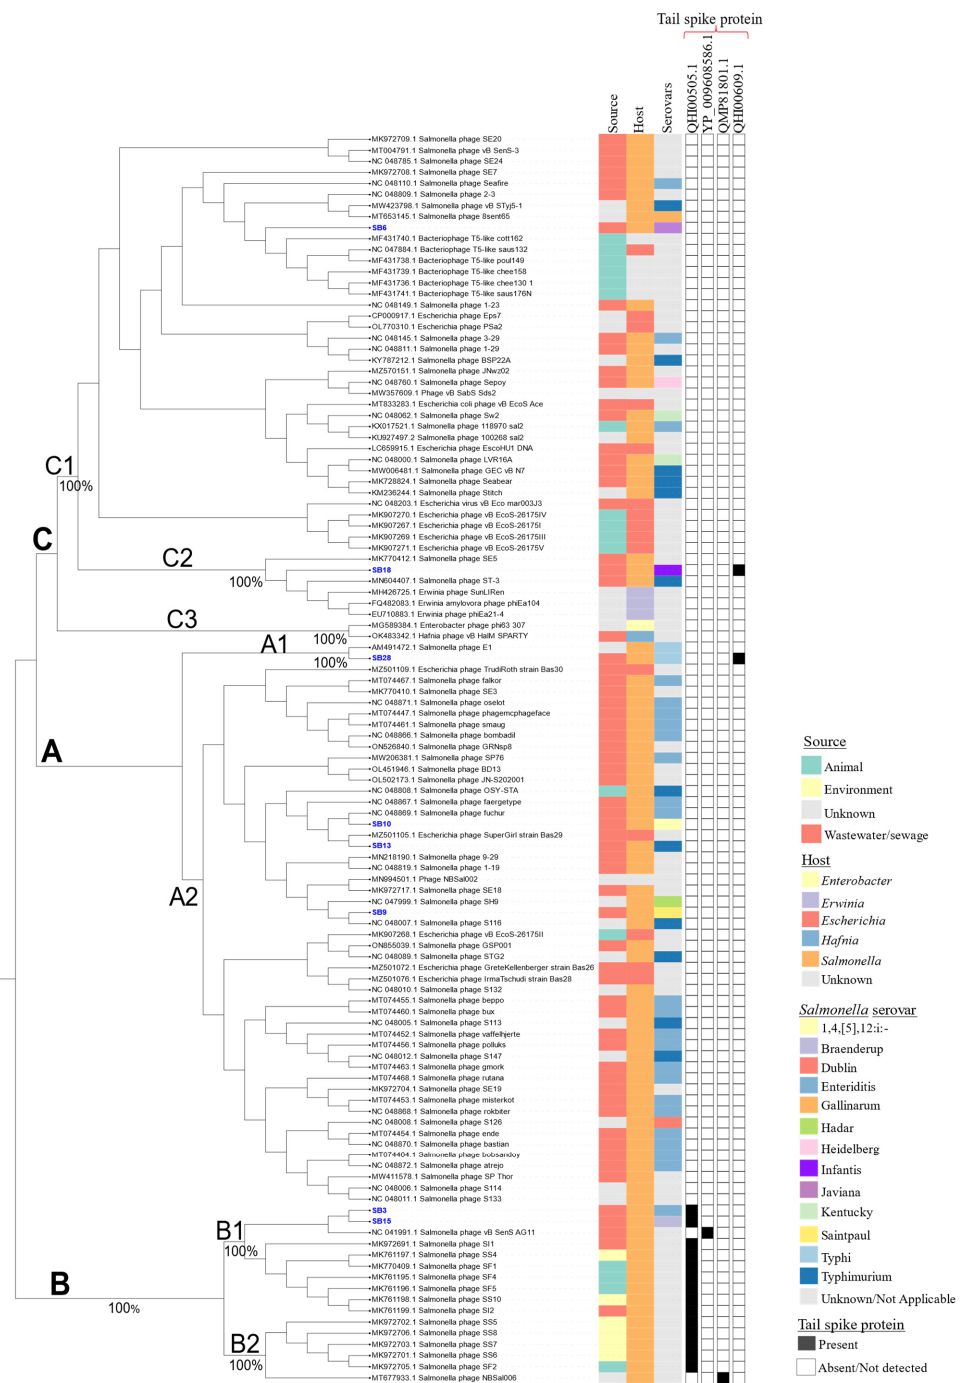 Tail spike protein
Source
Host
Serovars
QHI00505.1
YP_009608586.1
QMP81801.1
QHI00609.1
MK972709.1 Salmonella phage SE20
MT004791.1 Salmonella phage vB SenS-3
NC 048785.1 Salmonella phage SE24
MK972708.1 Salmonella phage SE7
NC 048110.1 Salmonella phage Seafire
NC 048809.1 Salmonella phage 2-3
MW423798.1 Salmonella phage vB STyj5-1
MT653145.1 Salmonella phage 8sent65
SB6
MF431740.1 Bacteriophage T5-like cott162
NC 047884.1 Bacteriophage T5-like saus132
MF431738.1 Bacteriophage T5-like poul149
MF431739.1 Bacteriophage T5-like chee158
MF431736.1 Bacteriophage T5-like chee130 1
MF431741.1 Bacteriophage T5-like saus176N
NC 048149.1 Salmonella phage 1-23
CP000917.1 Escherichia phage Eps7
OL770310.1 Escherichia phage PSa2
NC 048145.1 Salmonella phage 3-29
NC 048811.1 Salmonella phage 1-29
KY787212.1 Salmonella phage BSP22A
MZ570151.1 Salmonella phage JNwz02
NC 048760.1 Salmonella phage Sepoy
MW357609.1 Phage vB SabS Sds2
MT833283.1 Escherichia coli phage vB EcoS Ace
NC 048062.1 Salmonella phage Sw2
KX017521.1 Salmonella phage 118970 sal2
KU927497.2 Salmonella phage 100268 sal2
LC659915.1 Escherichia phage EscoHU1 DNA
NC 048000.1 Salmonella phage LVR16A
MW006481.1 Salmonella phage GEC vB N7
MK728824.1 Salmonella phage Seabear
KM236244.1 Salmonella phage Stitch
NC 048203.1 Escherichia virus vB Eco mar003J3
MK907270.1 Escherichia phage vB EcoS-26175IV
MK907267.1 Escherichia phage vB EcoS-26175I
MK907269.1 Escherichia phage vB EcoS-26175III
MK907271.1 Escherichia phage vB EcoS-26175V
MK770412.1 Salmonella phage SE5
SB18
MN604407.1 Salmonella phage ST-3
MH426725.1 Erwinia phage SunLIRen
FQ482083.1 Erwinia amylovora phage phiEa104
EU710883.1 Erwinia phage phiEa21-4
MG589384.1 Enterobacter phage phi63 307
OK483342.1 Hafnia phage vB HalM SPARTY
AM491472.1 Salmonella phage E1
SB28
MZ501109.1 Escherichia phage TrudiRoth strain Bas30
MT074467.1 Salmonella phage falkor
MK770410.1 Salmonella phage SE3
NC 048871.1 Salmonella phage oselot
MT074447.1 Salmonella phage phagemcphageface
MT074461.1 Salmonella phage smaug
NC 048866.1 Salmonella phage bombadil
ON526840.1 Salmonella phage GRNsp8
MW206381.1 Salmonella phage SP76
OL451946.1 Salmonella phage BD13
OL502173.1 Salmonella phage JN-S202001
NC 048808.1 Salmonella phage OSY-STA
NC 048867.1 Salmonella phage faergetype
NC 048869.1 Salmonella phage fuchur
SB10
MZ501105.1 Escherichia phage SuperGirl strain Bas29
SB13
MN218190.1 Salmonella phage 9-29
NC 048819.1 Salmonella phage 1-19
MN994501.1 Phage NBSal002
MK972717.1 Salmonella phage SE18
NC 047999.1 Salmonella phage SH9
SB9
NC 048007.1 Salmonella phage S116
MK907268.1 Escherichia phage vB EcoS-26175II
ON855039.1 Salmonella phage GSP001
NC 048089.1 Salmonella phage STG2
MZ501072.1 Escherichia phage GreteKellenberger strain Bas26
MZ501076.1 Escherichia phage IrmaTschudi strain Bas28
NC 048010.1 Salmonella phage S132
MT074455.1 Salmonella phage beppo
MT074460.1 Salmonella phage bux
NC 048005.1 Salmonella phage S113
MT074452.1 Salmonella phage vaffelhjerte
MT074456.1 Salmonella phage polluks
NC 048012.1 Salmonella phage S147
MT074463.1 Salmonella phage gmork
MT074468.1 Salmonella phage rutana
MK972704.1 Salmonella phage SE19
MT074453.1 Salmonella phage misterkot
NC 048868.1 Salmonella phage rokbiter
NC 048008.1 Salmonella phage S126
MT074454.1 Salmonella phage ende
NC 048870.1 Salmonella phage bastian
MT074404.1 Salmonella phage bobsandoy
NC 048872.1 Salmonella phage atrejo
MW411578.1 Salmonella phage SP Thor
NC 048006.1 Salmonella phage S114
NC 048011.1 Salmonella phage S133
SB3
SB15
NC 041991.1 Salmonella phage vB SenS AG11
MK972691.1 Salmonella phage SI1
MK761197.1 Salmonella phage SS4
MK770409.1 Salmonella phage SF1
MK761195.1 Salmonella phage SF4
MK761196.1 Salmonella phage SF5
MK761198.1 Salmonella phage SS10
MK761199.1 Salmonella phage SI2
MK972702.1 Salmonella phage SS5
MK972706.1 Salmonella phage SS8
MK972703.1 Salmonella phage SS7
MK972701.1 Salmonella phage SS6
MK972705.1 Salmonella phage SF2
MT677933.1 Salmonella phage NBSal006
C1
100%
C
C2
100%
C3
100%
A1
100%
A
A2
B1
100%
B
100%
B2
100%
Source
Animal
Environment
Unknown
Wastewater/sewage
Host
Enterobacter
Erwinia
Escherichia
Hafnia
Salmonella
Unknown
Salmonella serovar
1,4,[5],12:i:-
Braenderup
Dublin
Enteriditis
Gallinarum
Hadar
Heidelberg
Infantis
Javiana
Kentucky
Saintpaul
Typhi
Typhimurium
Unknown/Not Applicable
Tail spike protein
Present
Absent/Not detected